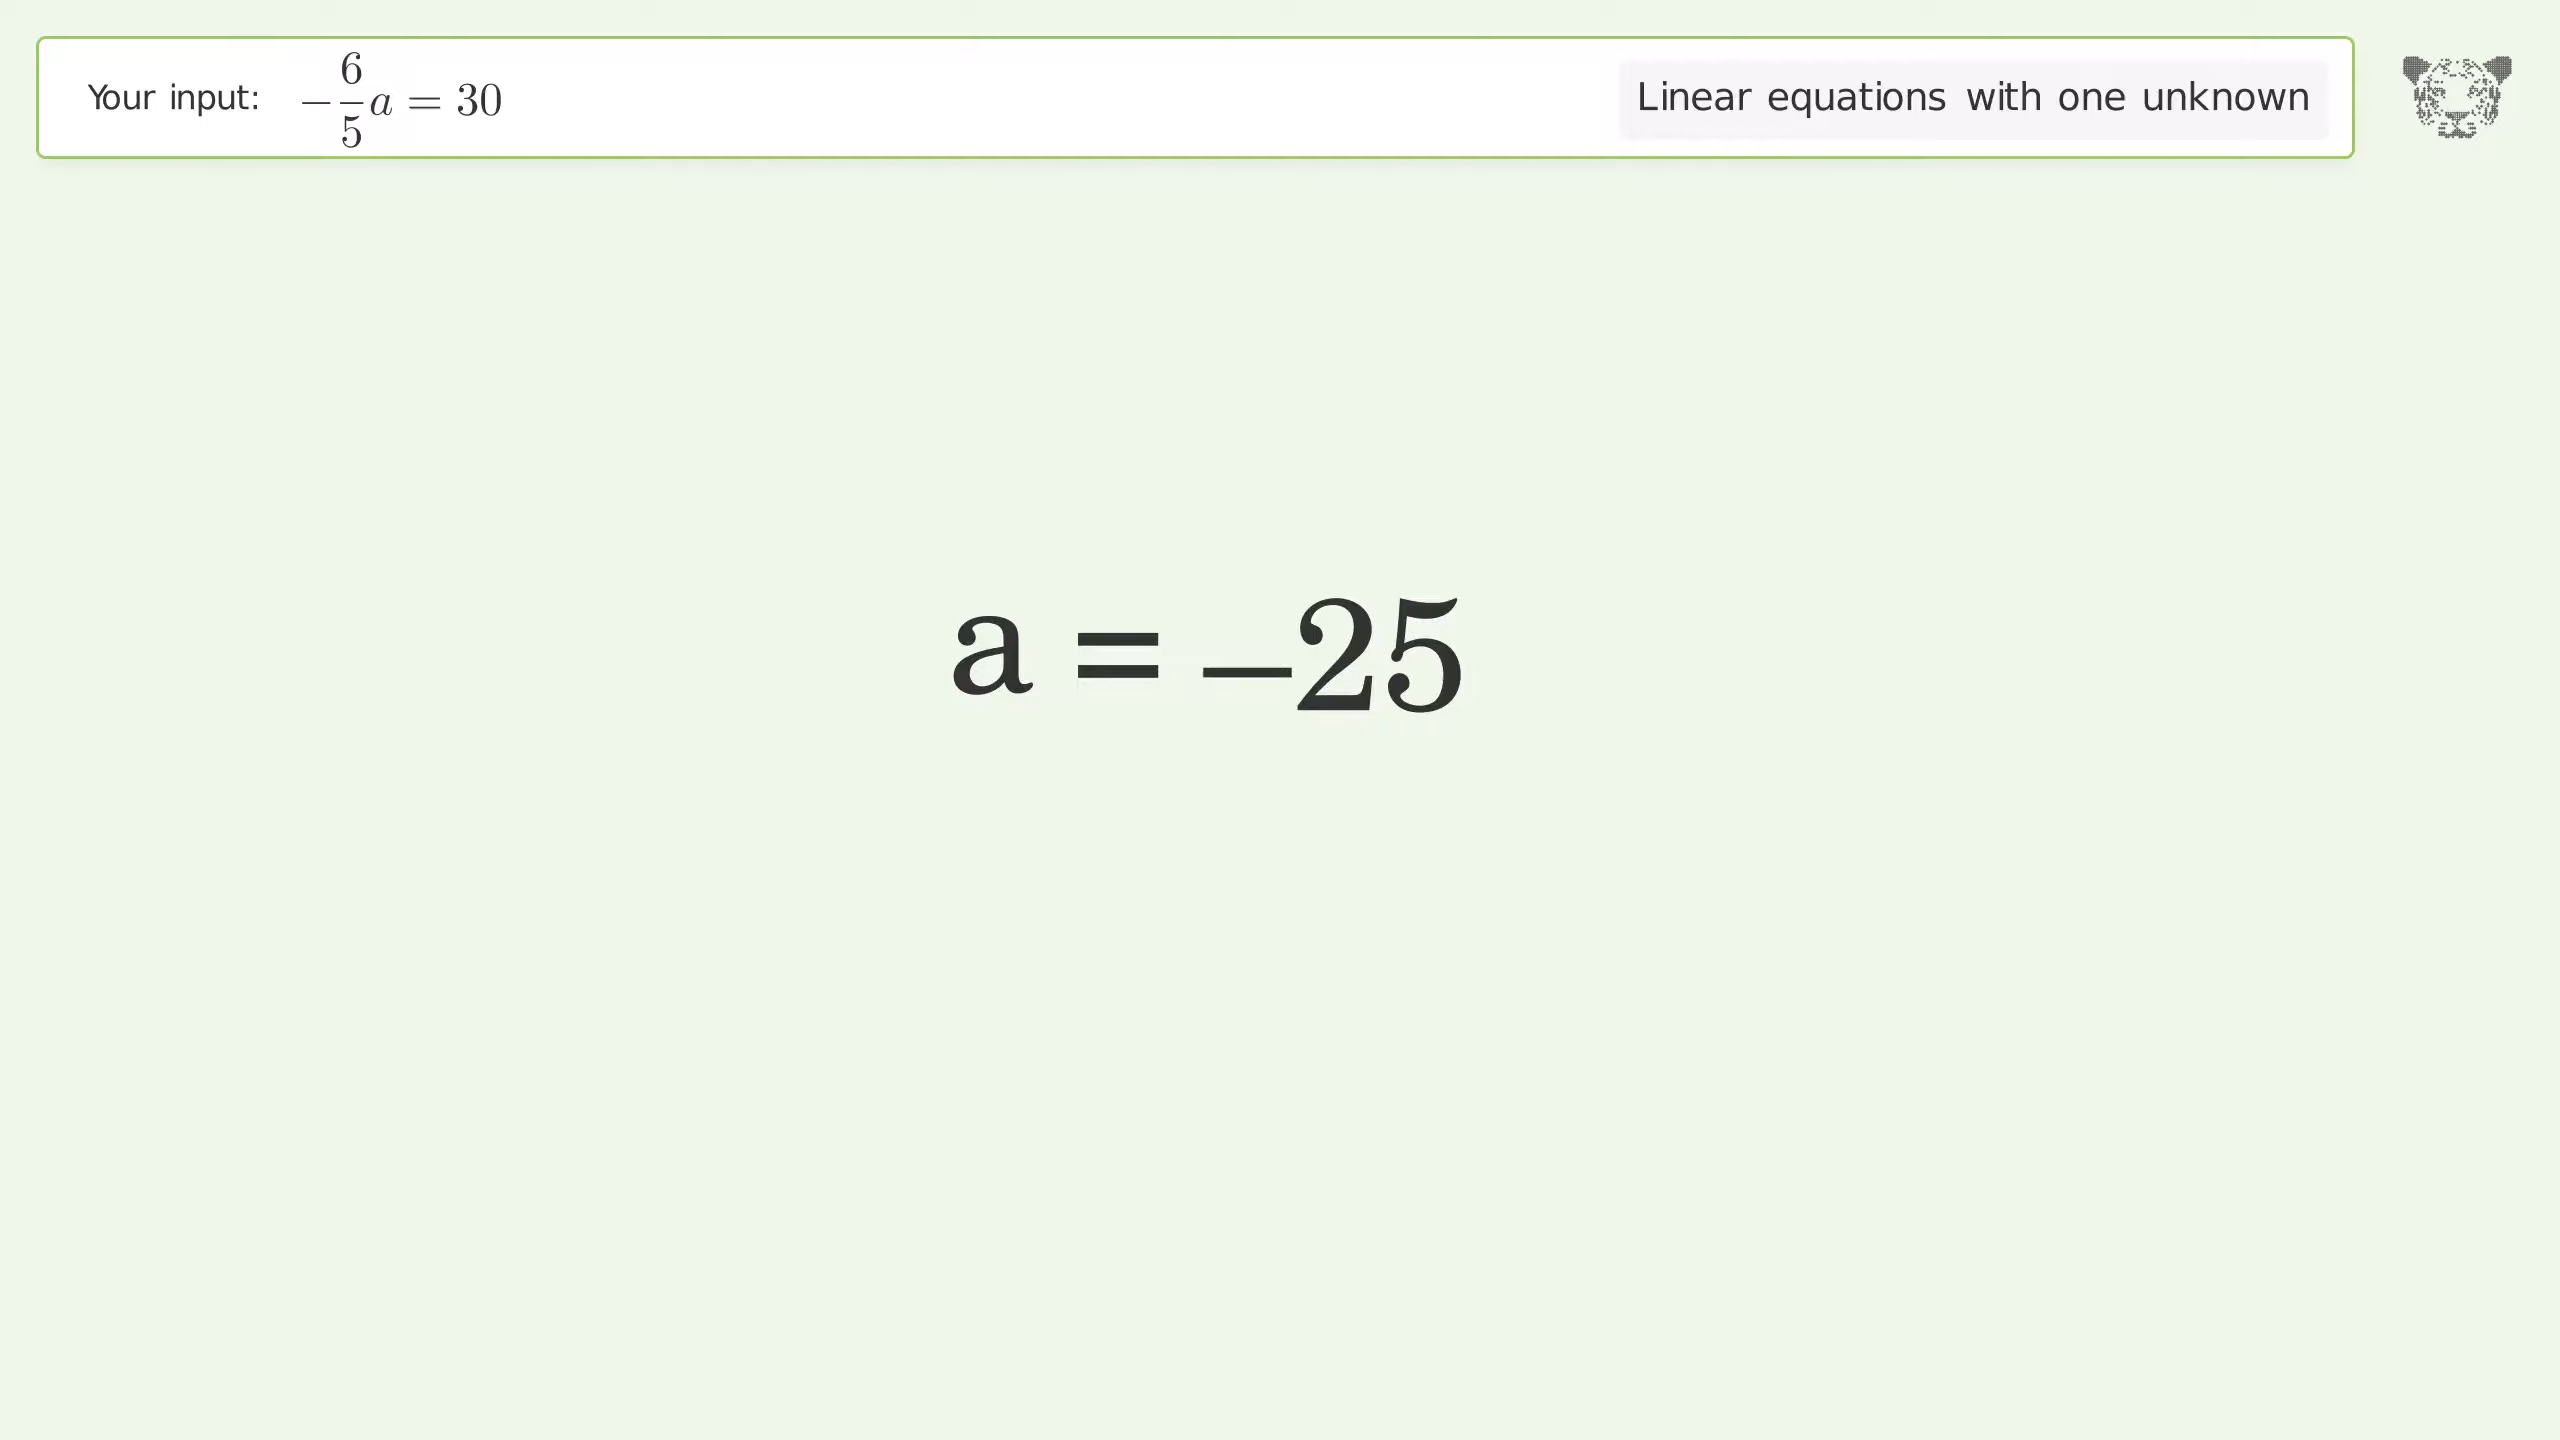 Your input: −6/5a = 30
Linear equations with one unknown
a = −25